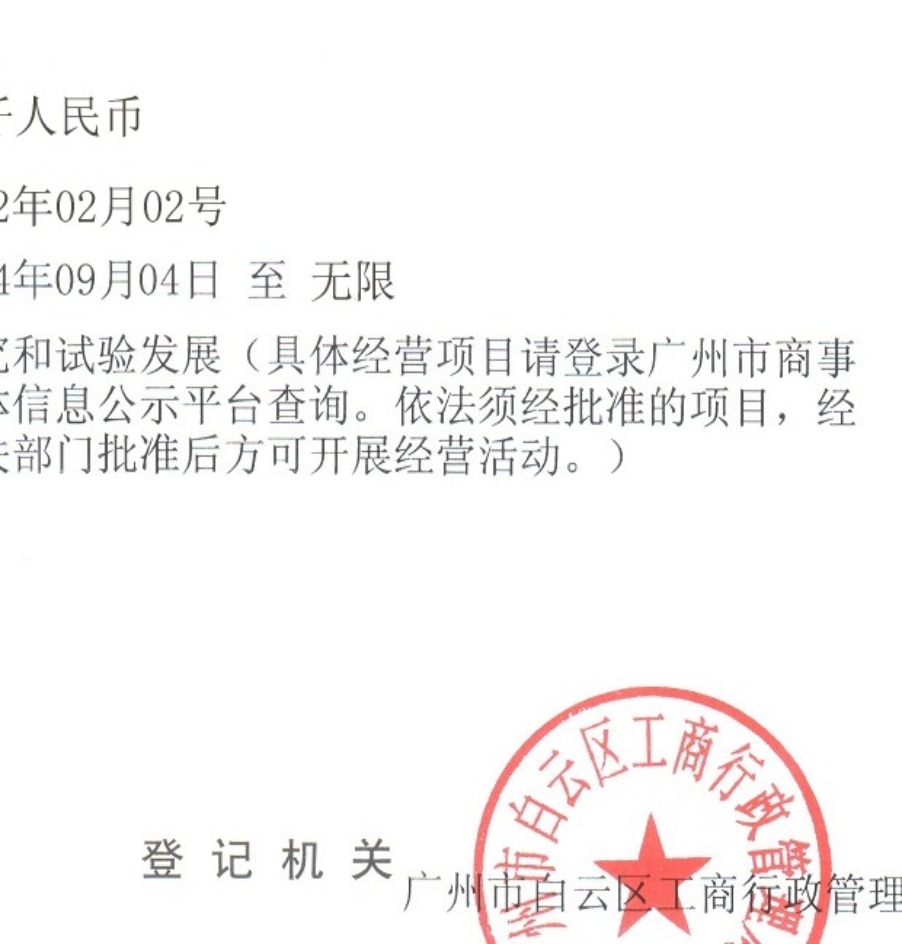 人民币
2年02月02号
4年09月04日 至 无限
究和试验发展（具体经营项目请登录广州市商事
体信息公示平台查询。依法须经批准的项目，经
关部门批准后方可开展经营活动。）
州市白云区工商行政管理
登记机关
广州市白云区工商行政管理